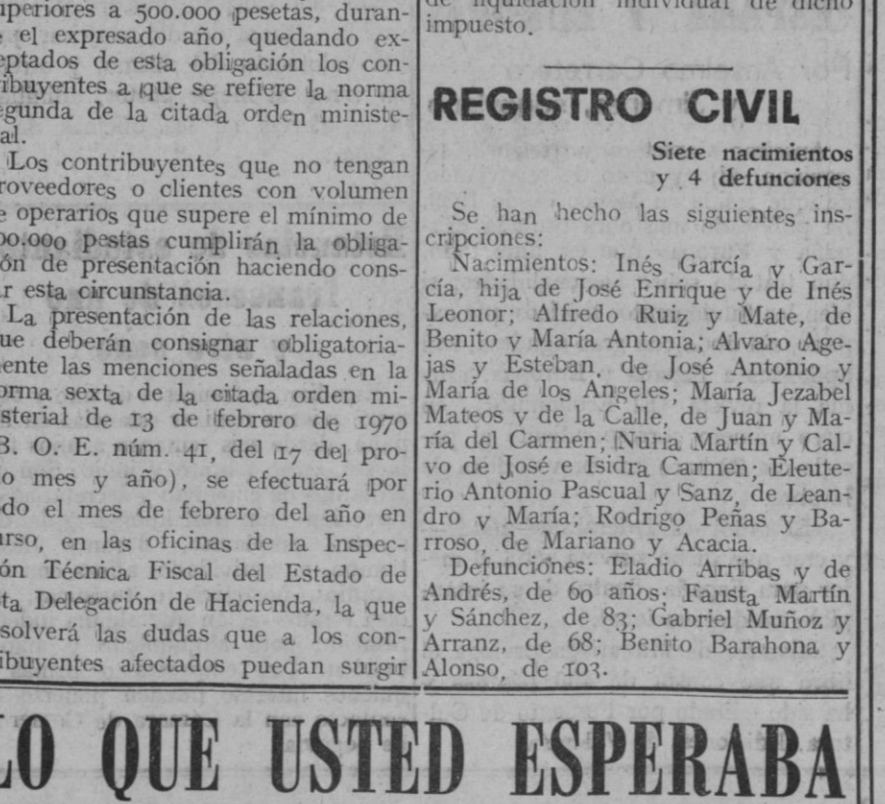 uperiores a 500.000 pesetas, duran-
e el expresado año, quedando ex-
eptados de esta obligación los con-
ribuyentes a que se refiere la norma
egunda de la citada orden ministe-
al.
Los contribuyentes que no tengan
roveedores o clientes con volumen
e operarios que supere el mínimo de
00.000 pestas cumplirán la obliga-
ón de presentación haciendo cons-
ar esta circunstancia.
La presentación de las relaciones,
ue deberán consignar obligatoria-
ente las menciones señaladas en la
orma sexta de la citada orden mi-
sterial de 13 de febrero de 1970
B. O. E. núm. 41, del 17 del pro-
o mes y año), se efectuará por
do el mes de febrero del año en
urso, en las oficinas de la Inspec-
ón Técnica Fiscal del Estado de
ta Delegación de Hacienda, la que
solverá las dudas que a los con-
ibuyentes afectados puedan surgir
de liquidación individual de dicho
impuesto.
REGISTRO CIVIL
Siete nacimientos
y 4 defunciones
Se han hecho las siguientes ins-
cripciones:
Nacimientos: Inés García y Gar-
cía, hija de José Enrique y de Inés
Leonor; Alfredo Ruiz y Mate, de
Benito y María Antonia; Alvaro Age-
jas y Esteban, de José Antonio y
María de los Angeles; María Jezabel
Mateos y de la Calle, de Juan y Ma-
ría del Carmen; Nuria Martín y Cal-
vo de José e Isidra Carmen; Eleute-
rio Antonio Pascual y Sanz, de Lean-
dro y María; Rodrigo Peñas y Ba-
rroso, de Mariano y Acacia.
Defunciones: Eladio Arribas y de
Andrés, de 60 años. Fausta Martín
y Sánchez, de 83; Gabriel Muñoz y
Arranz, de 68; Benito Barahona y
Alonso, de 103.
LO QUE USTED ESPERABA